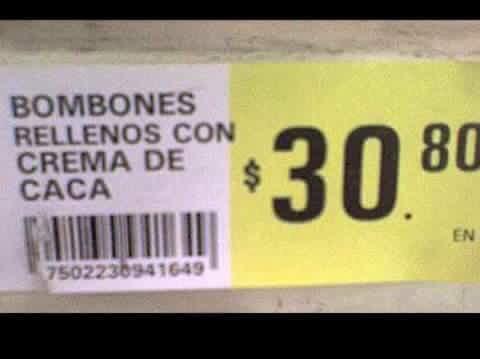 BOMBONES
RELLENOS CON
CREMA DE
CACA
7502230941649
$30.80
EN